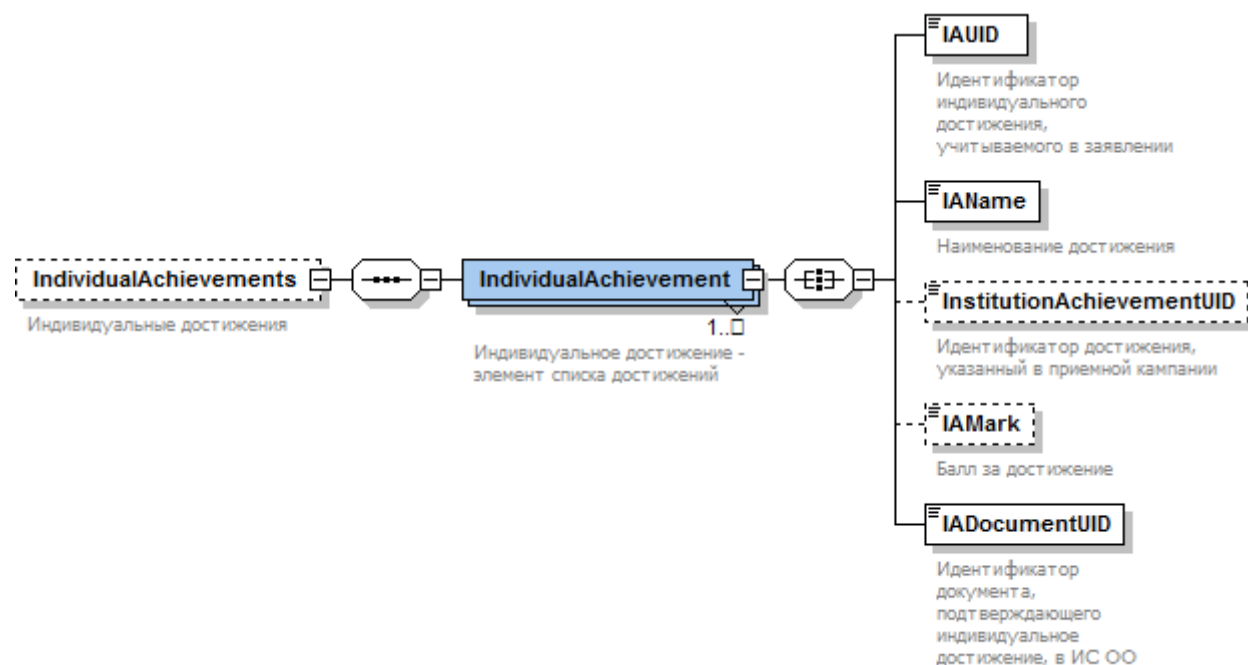 IAUID
Идентификатор
индивидуального
достижения,
учитываемого в заявлении
IAName
Наименование достижения
IndividualAchievements
Индивидуальные достижения
IndividualAchievement
1..□
Индивидуальное достижение -
элемент списка достижений
InstitutionAchievementUID
Идентификатор достижения,
указанный в приемной кампании
IAMark
Балл за достижение
IADocumentUID
Идентификатор
документа,
подтверждающего
индивидуальное
достижение, в ИС ОО